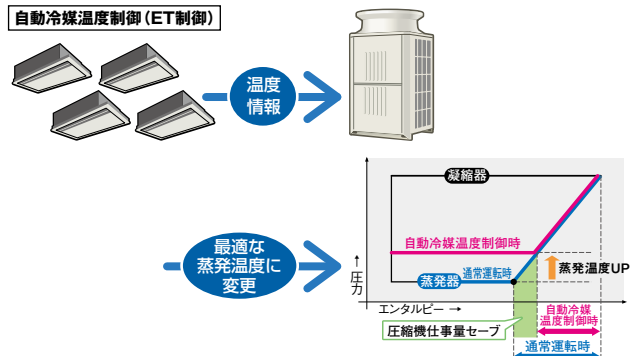 自動冷媒温度制御(ET制御)
温度
情報
最適な
蒸発温度に
変更
凝縮器
自動冷媒温度制御時
蒸発器
通常運転時
蒸発温度UP
↑
圧力
エンタルピー →
圧縮機仕事量セーブ
自動冷媒
温度制御時
通常運転時